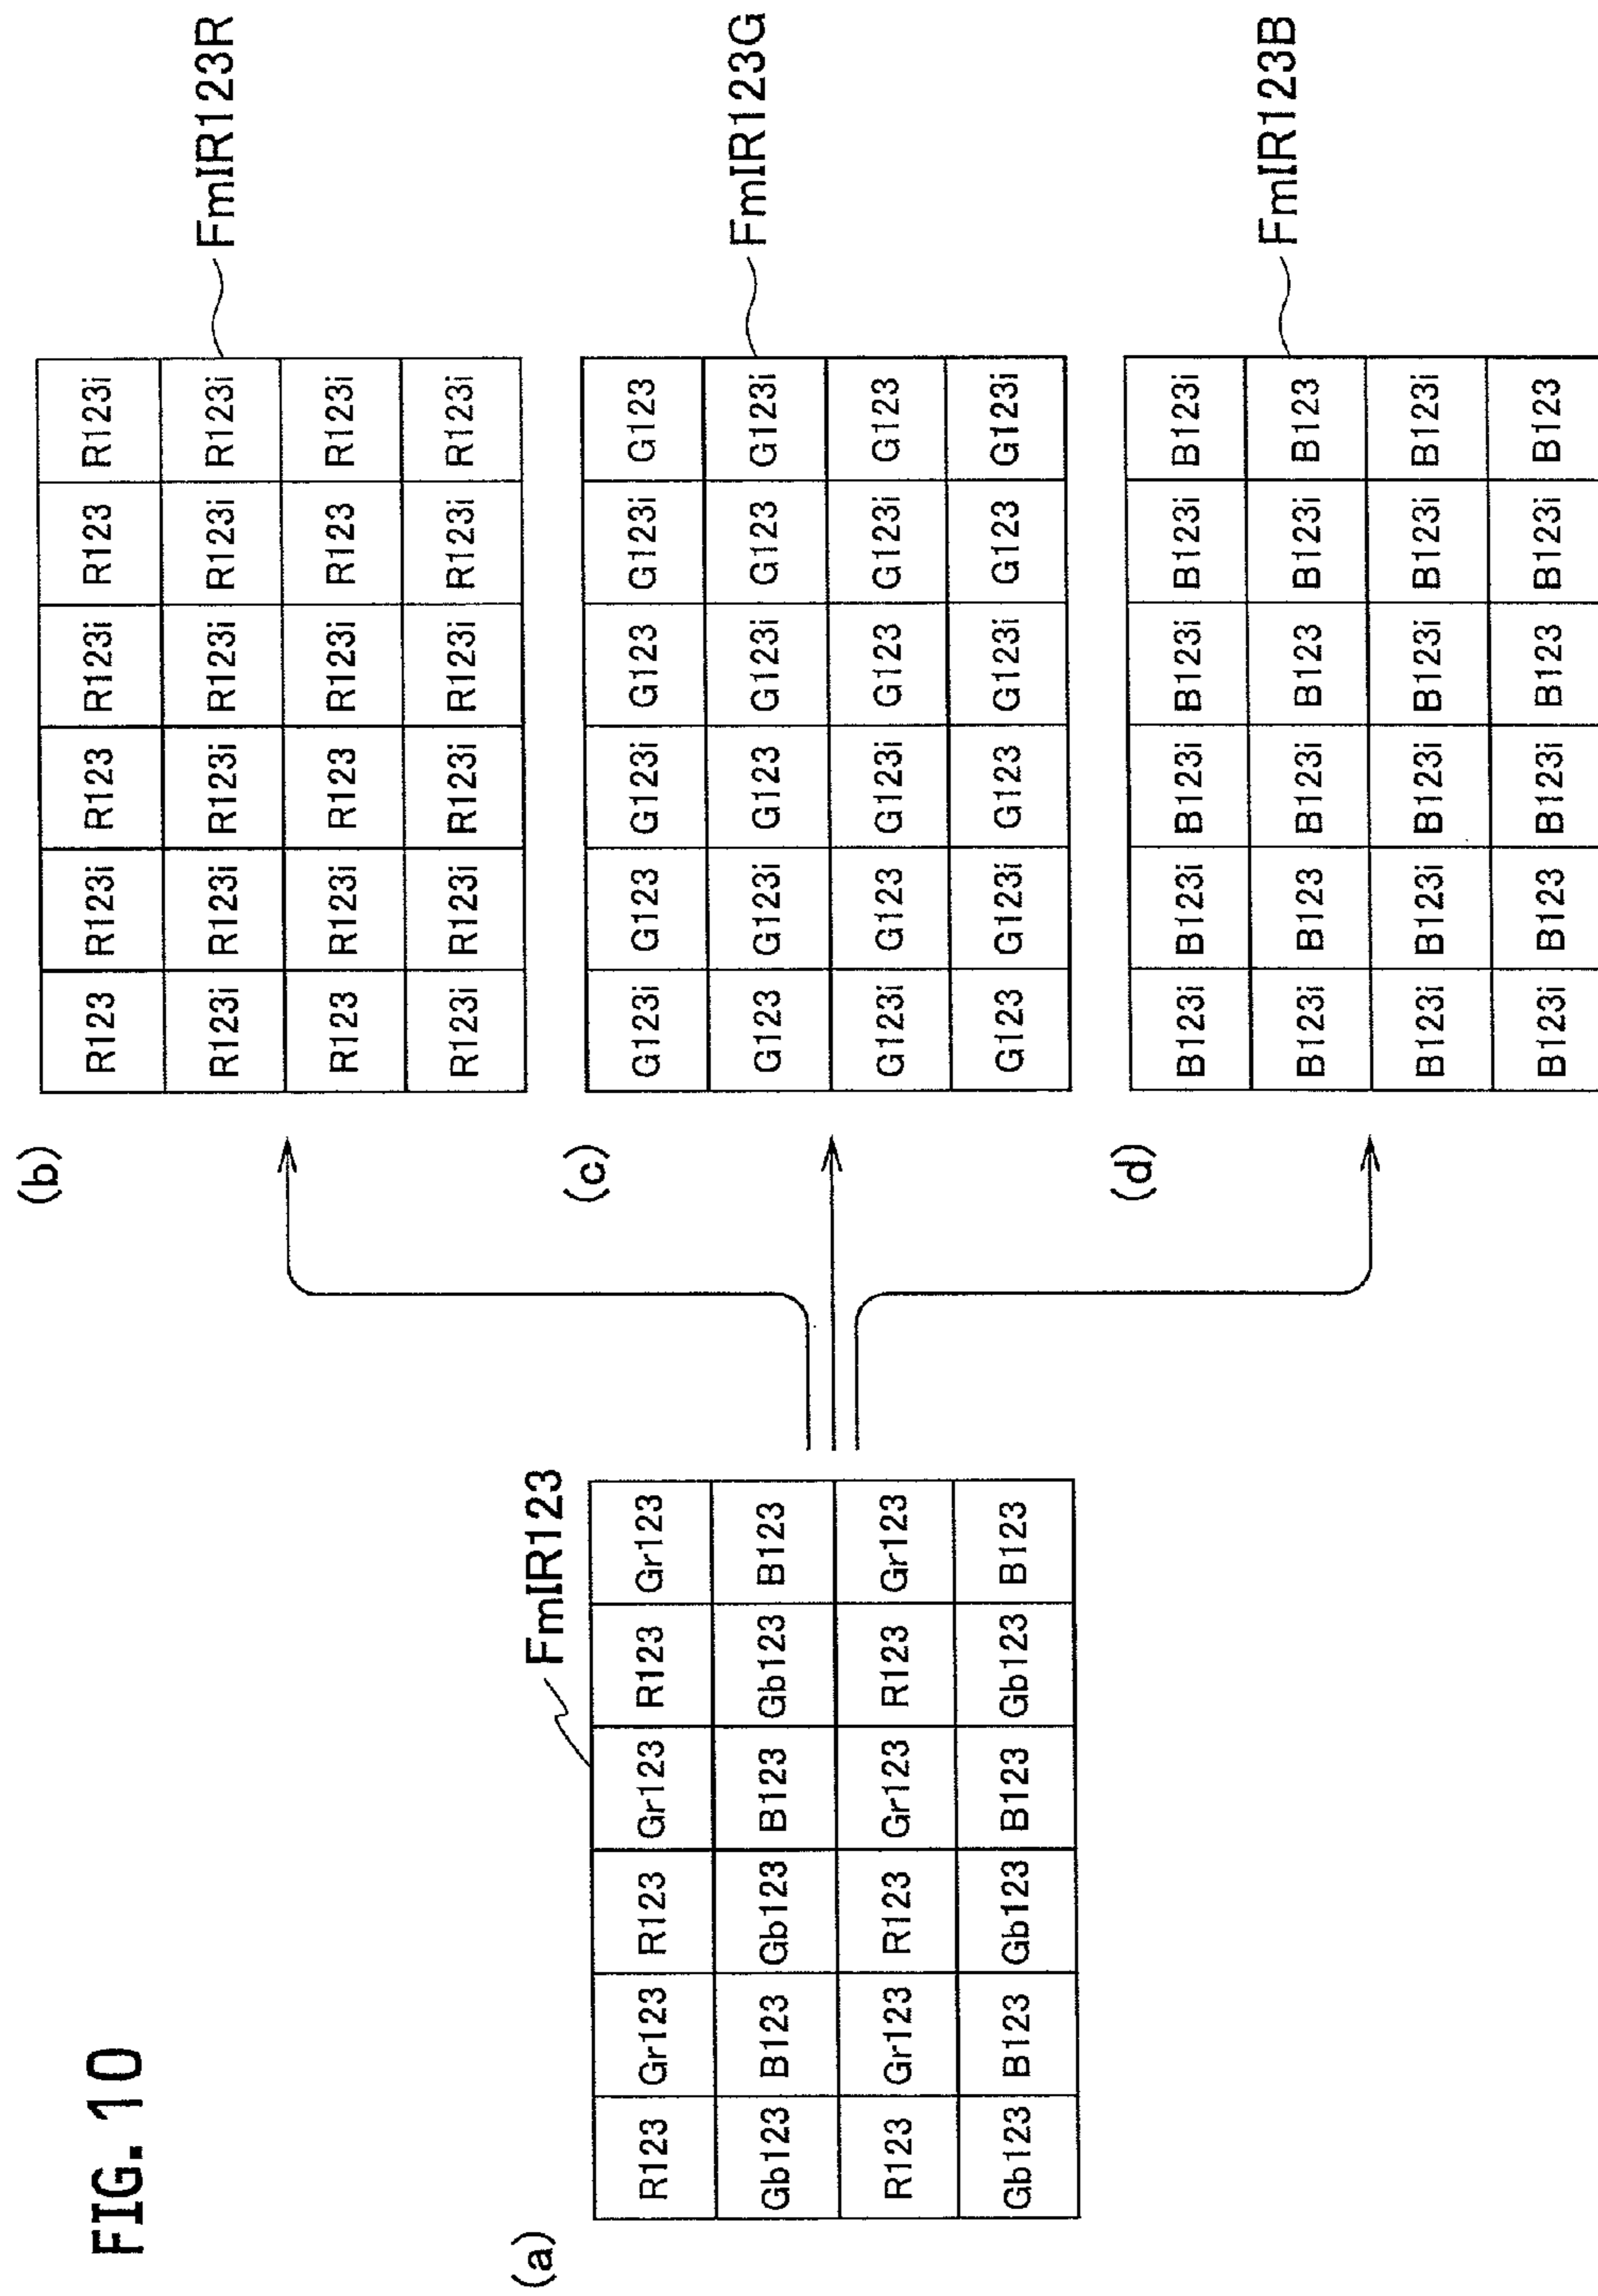 FIG. 10
(a)
FmIR123
R123 Gr123 R123 Gr123 R123 Gr123
Gb123 B123 Gb123 B123 Gb123 B123
R123 Gr123 R123 Gr123 R123 Gr123
Gb123 B123 Gb123 B123 Gb123 B123
(b)
R123 R123i R123 R123i R123 R123i
R123i R123i R123i R123i R123i R123i
R123 R123i R123 R123i R123 R123i
R123i R123i R123i R123i R123i R123i
FmIR123R
(c)
G123i G123 G123i G123 G123i G123
G123 G123i G123 G123i G123 G123i
G123i G123 G123i G123 G123i G123
G123 G123i G123 G123i G123 G123i
FmIR123G
(d)
B123i B123i B123i B123i B123i B123i
B123i B123 B123i B123 B123i B123
B123i B123i B123i B123i B123i B123i
B123i B123 B123i B123 B123i B123
FmIR123B